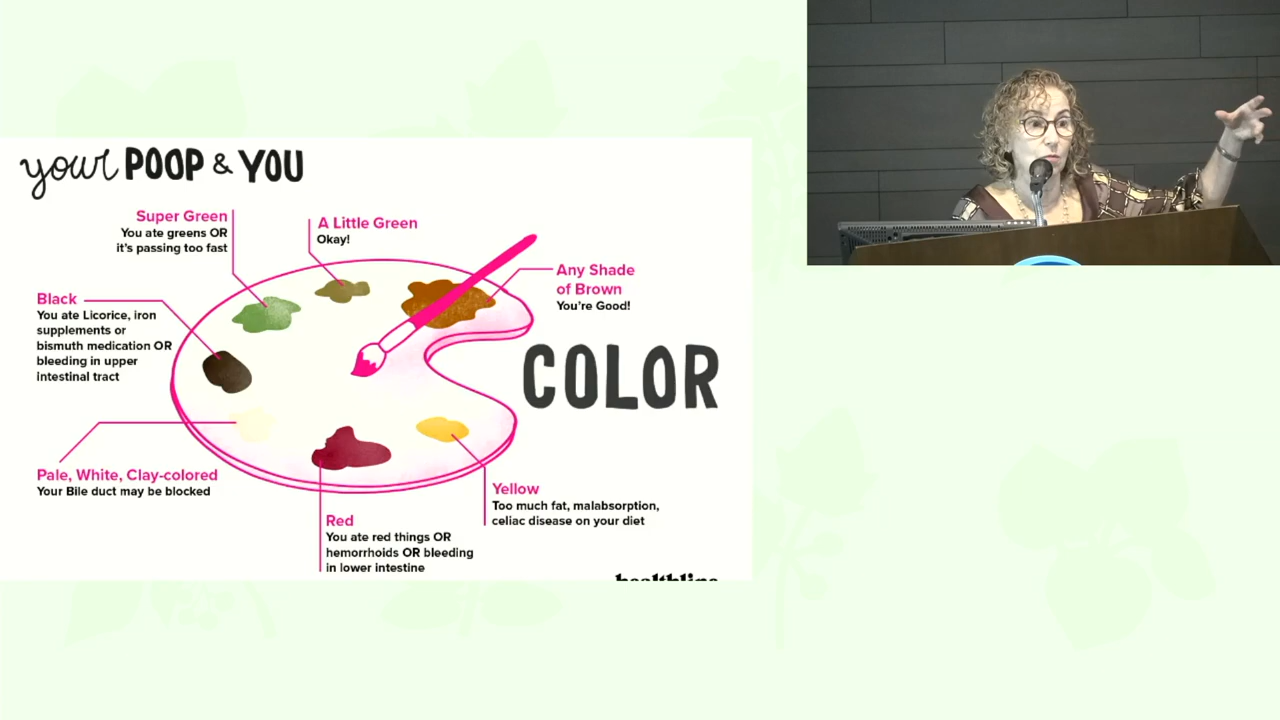 your POOP & YOU
Super Green
You ate greens OR
it's passing too fast
A Little Green
Okay!
Any Shade
of Brown
You're Good!
Black
You ate Licorice, iron
supplements or
bismuth medication OR
bleeding in upper
intestinal tract
COLOR
Pale, White, Clay-colored
Your Bile duct may be blocked
Yellow
Too much fat, malabsorption,
celiac disease on your diet
Red
You ate red things OR
hemorrhoids OR bleeding
in lower intestine
healthline